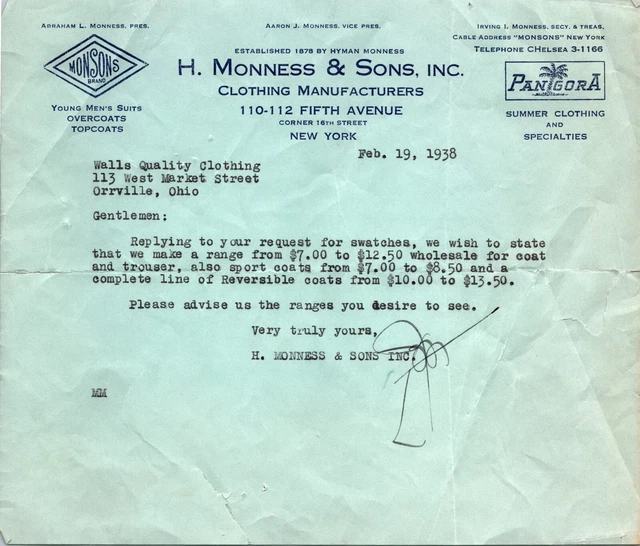 ABRAHAM L. MONNESS, PRES.
AARON J. MONNESS, VICE PRES.
IRVING I. MONNESS, SECY. & TREAS.
CABLE ADDRESS "MONSONS" NEW YORK
TELEPHONE CHELSEA 3-1166
MONSONS
BRAND
YOUNG MEN'S SUITS
OVERCOATS
TOPCOATS
ESTABLISHED 1878 BY HYMAN MONNESS
H. MONNESS & SONS, INC.
CLOTHING MANUFACTURERS
110-112 FIFTH AVENUE
CORNER 16TH STREET
NEW YORK
PANGORA
SUMMER CLOTHING
AND
SPECIALTIES
Feb. 19, 1938
Walls Quality Clothing
113 West Market Street
Orrville, Ohio
Gentlemen:
Replying to your request for swatches, we wish to state
that we make a range from $7.00 to $12.50 wholesale for coat
and trouser, also sport coats from $7.00 to $8.50 and a
complete line of Reversible coats from $10.00 to $13.50.
Please advise us the ranges you desire to see.
Very truly yours,
H. MONNESS & SONS INC.
MM